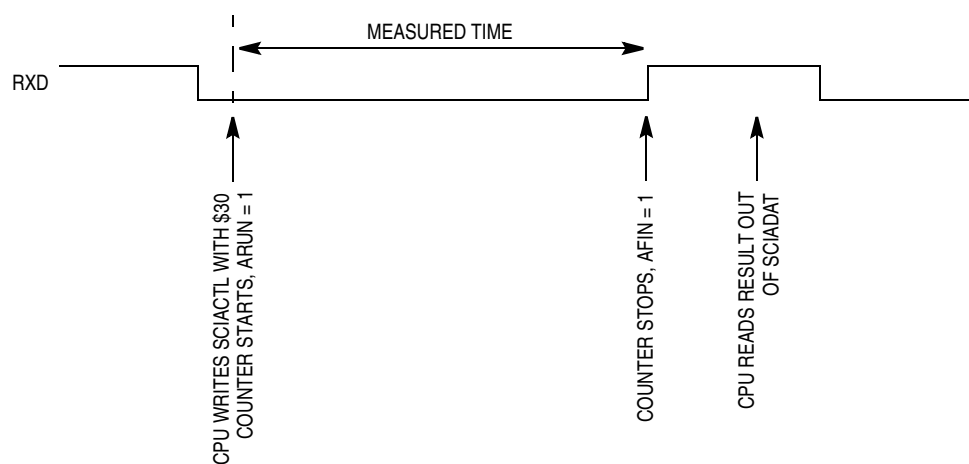 MEASURED TIME
RXD
CPU WRITES SCIACTL WITH $30
COUNTER STARTS, ARUN = 1
COUNTER STOPS, AFIN = 1
CPU READS RESULT OUT
OF SCIADAT